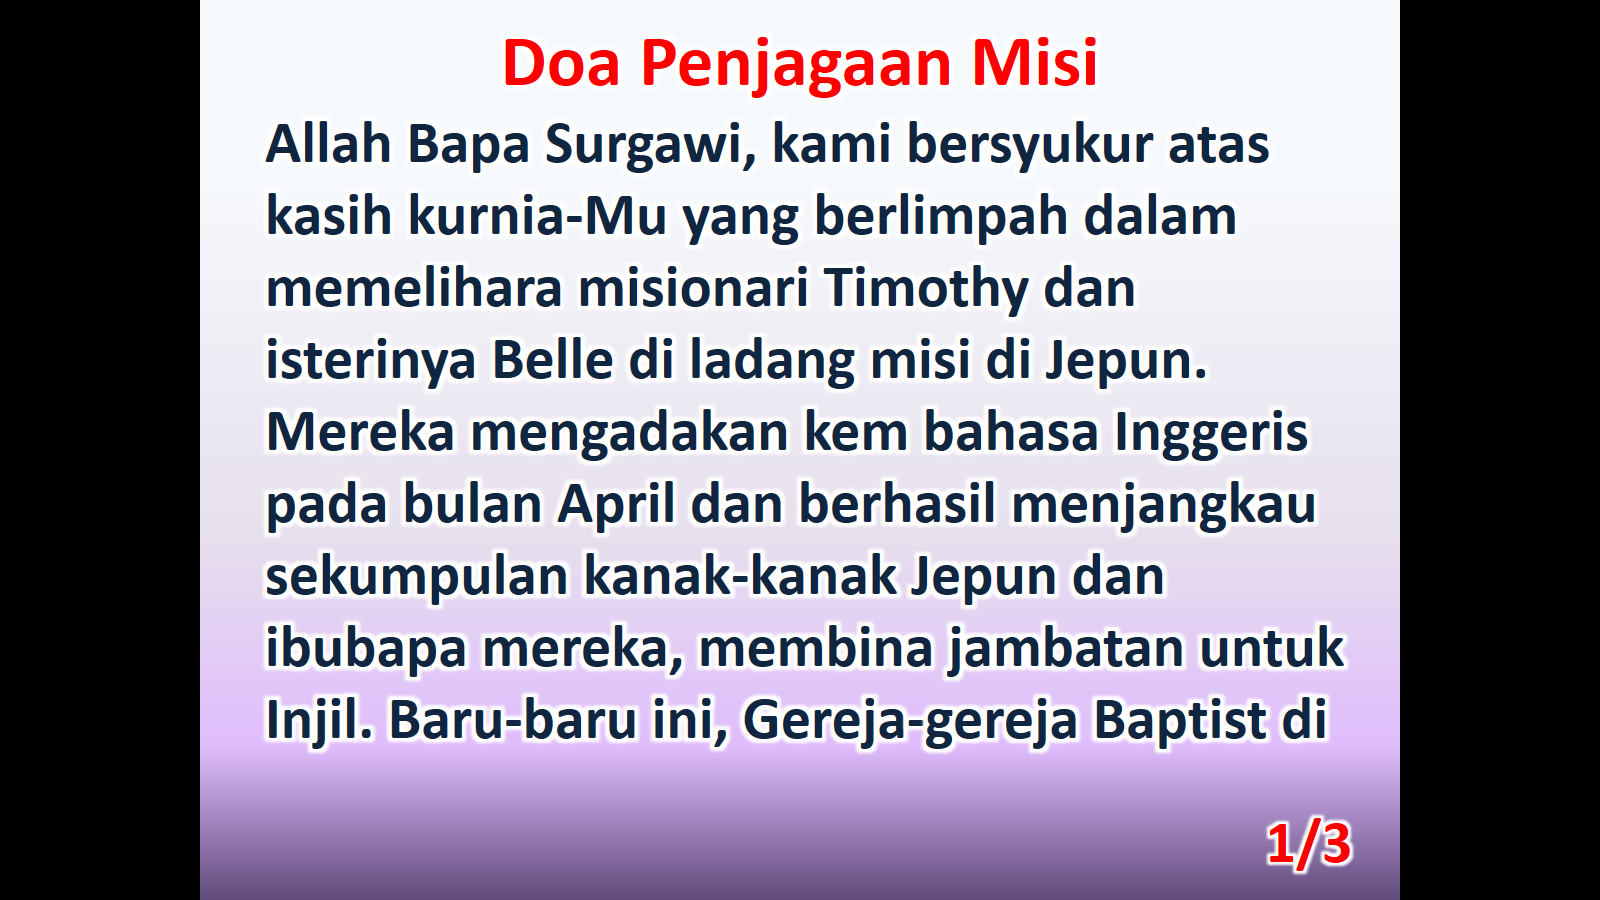 Doa Penjagaan Misi
Allah Bapa Surgawi, kami bersyukur atas
kasih kurnia-Mu yang berlimpah dalam
memelihara misionari Timothy dan
isterinya Belle di ladang misi di Jepun.
Mereka mengadakan kem bahasa Inggeris
pada bulan April dan berhasil menjangkau
sekumpulan kanak-kanak Jepun dan
ibubapa mereka, membina jambatan untuk
Injil. Baru-baru ini, Gereja-gereja Baptist di
1/3